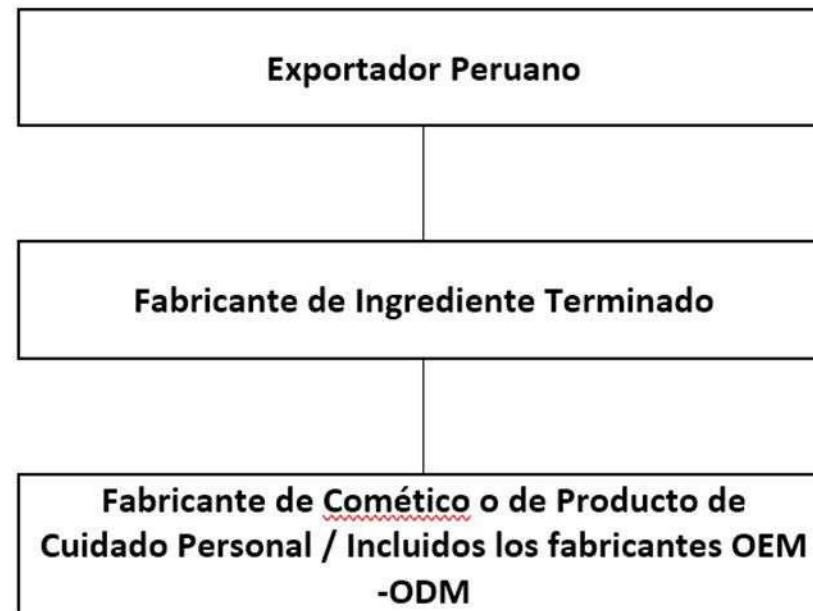 Exportador Peruano
Fabricante de Ingrediente Terminado
Fabricante de Comético o de Producto de
Cuidado Personal / Incluidos los fabricantes OEM
-ODM